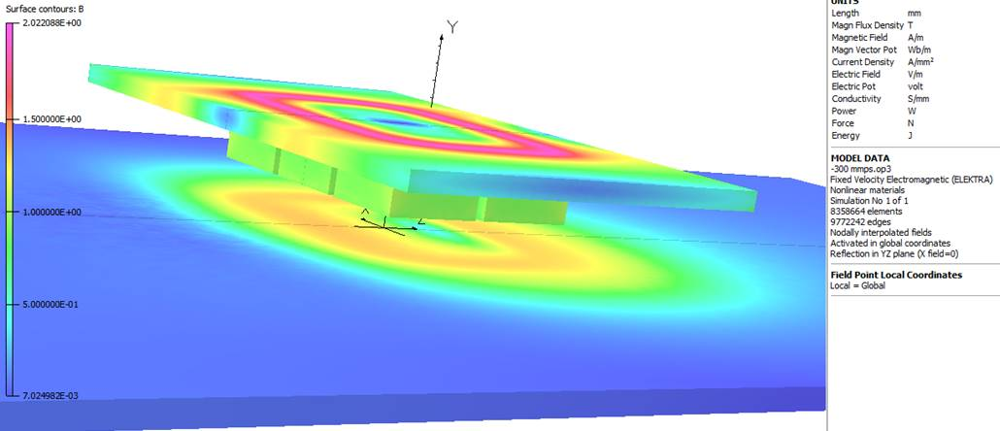 Surface contours: B
2.022088E+00
1.500000E+00
1.000000E+00
5.000000E-01
7.024982E-03
Y
Z
UNITS
Length mm
Magn Flux Density T
Magnetic Field A/m
Magn Vector Pot Wb/m
Current Density A/mm²
Electric Field V/m
Electric Pot volt
Conductivity S/mm
Power W
Force N
Energy J
MODEL DATA
-300 mmps.op3
Fixed Velocity Electromagnetic (ELEKTRA)
Nonlinear materials
Simulation No 1 of 1
8358664 elements
9772242 edges
Nodally interpolated fields
Activated in global coordinates
Reflection in YZ plane (X field=0)
Field Point Local Coordinates
Local = Global